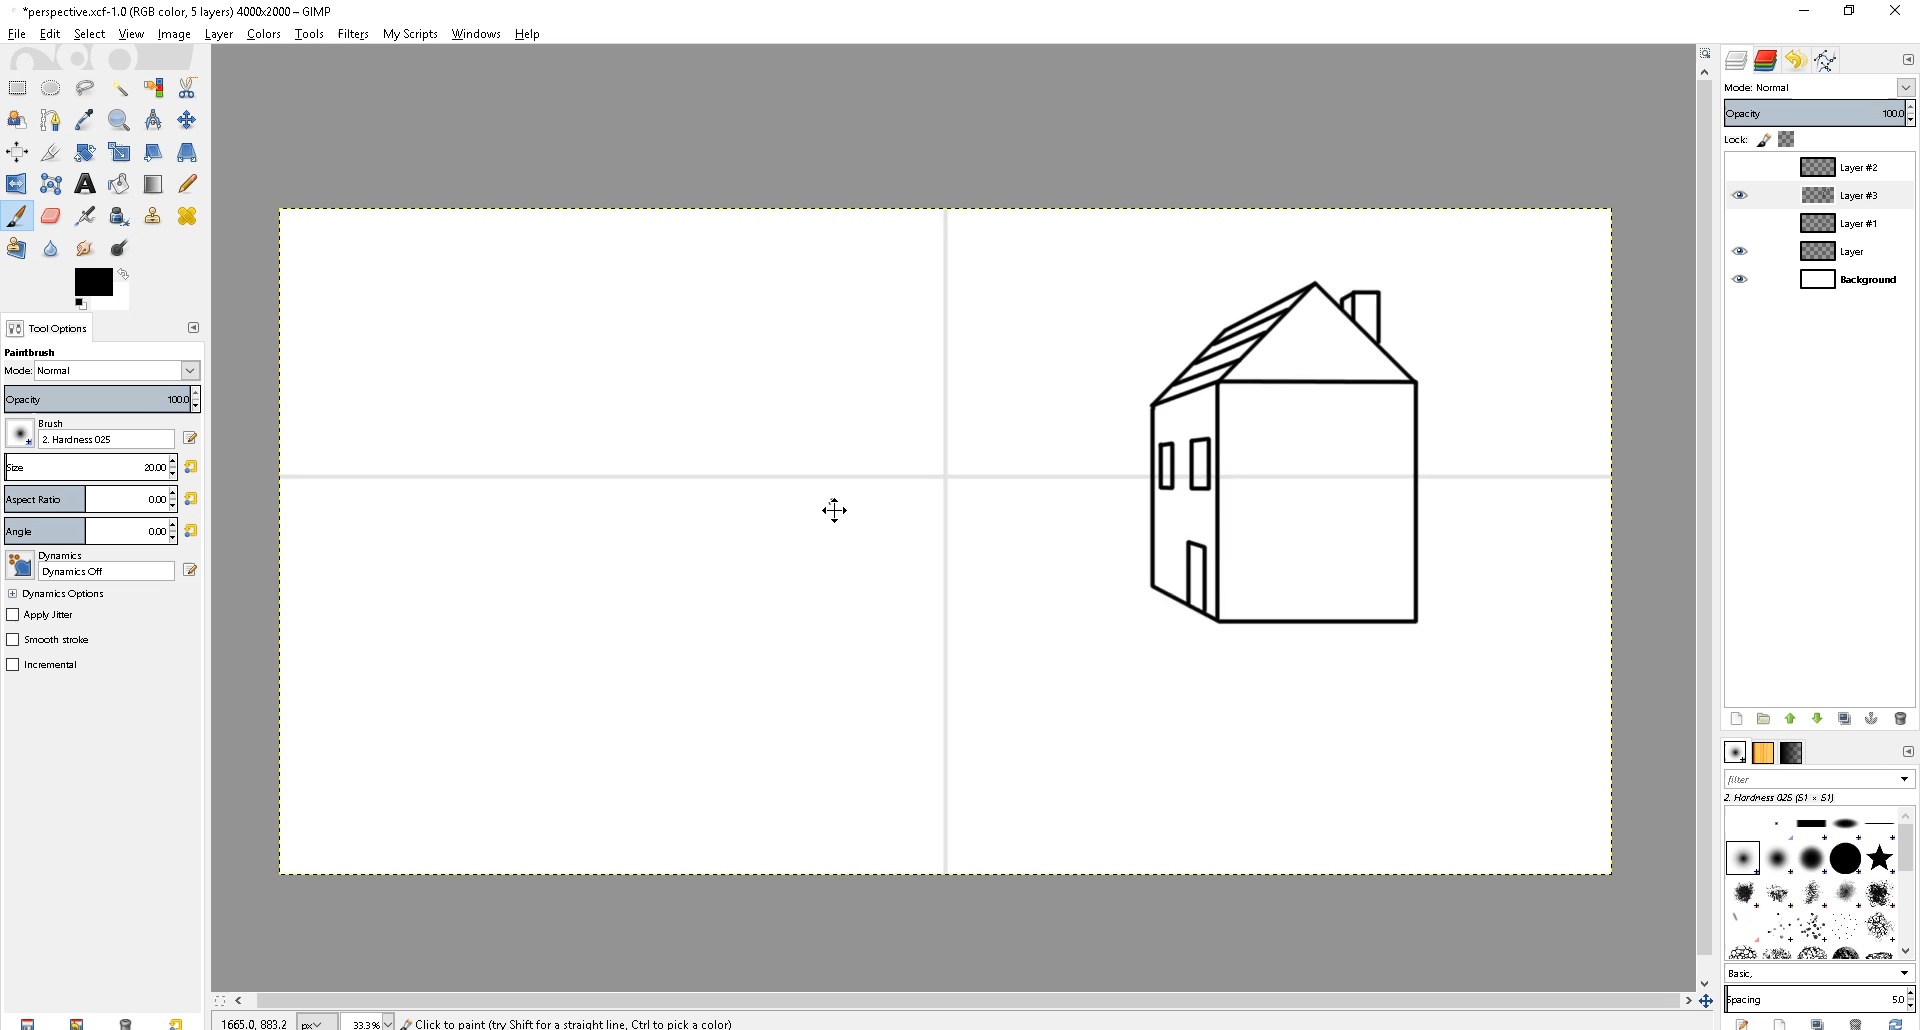 *perspective.xcf-1.0 (RGB color, 5 layers) 4000x2000 – GIMP
File Edit Select View Image Layer Colors Tools Filters My Scripts Windows Help
Tool Options
Paintbrush
Mode: Normal
Opacity 100.0
Brush
2. Hardness 025
Size 20.00
Aspect Ratio 0.00
Angle 0.00
Dynamics
Dynamics Off
Dynamics Options
Apply Jitter
Smooth stroke
Incremental
1665.0, 883.2 px 33.3% Click to paint (try Shift for a straight line, Ctrl to pick a color)
Mode: Normal
Opacity 100.0
Lock:
Layer #2
Layer #3
Layer #1
Layer
Background
filter
2. Hardness 025 (51 × 51)
Basic,
Spacing 5.0